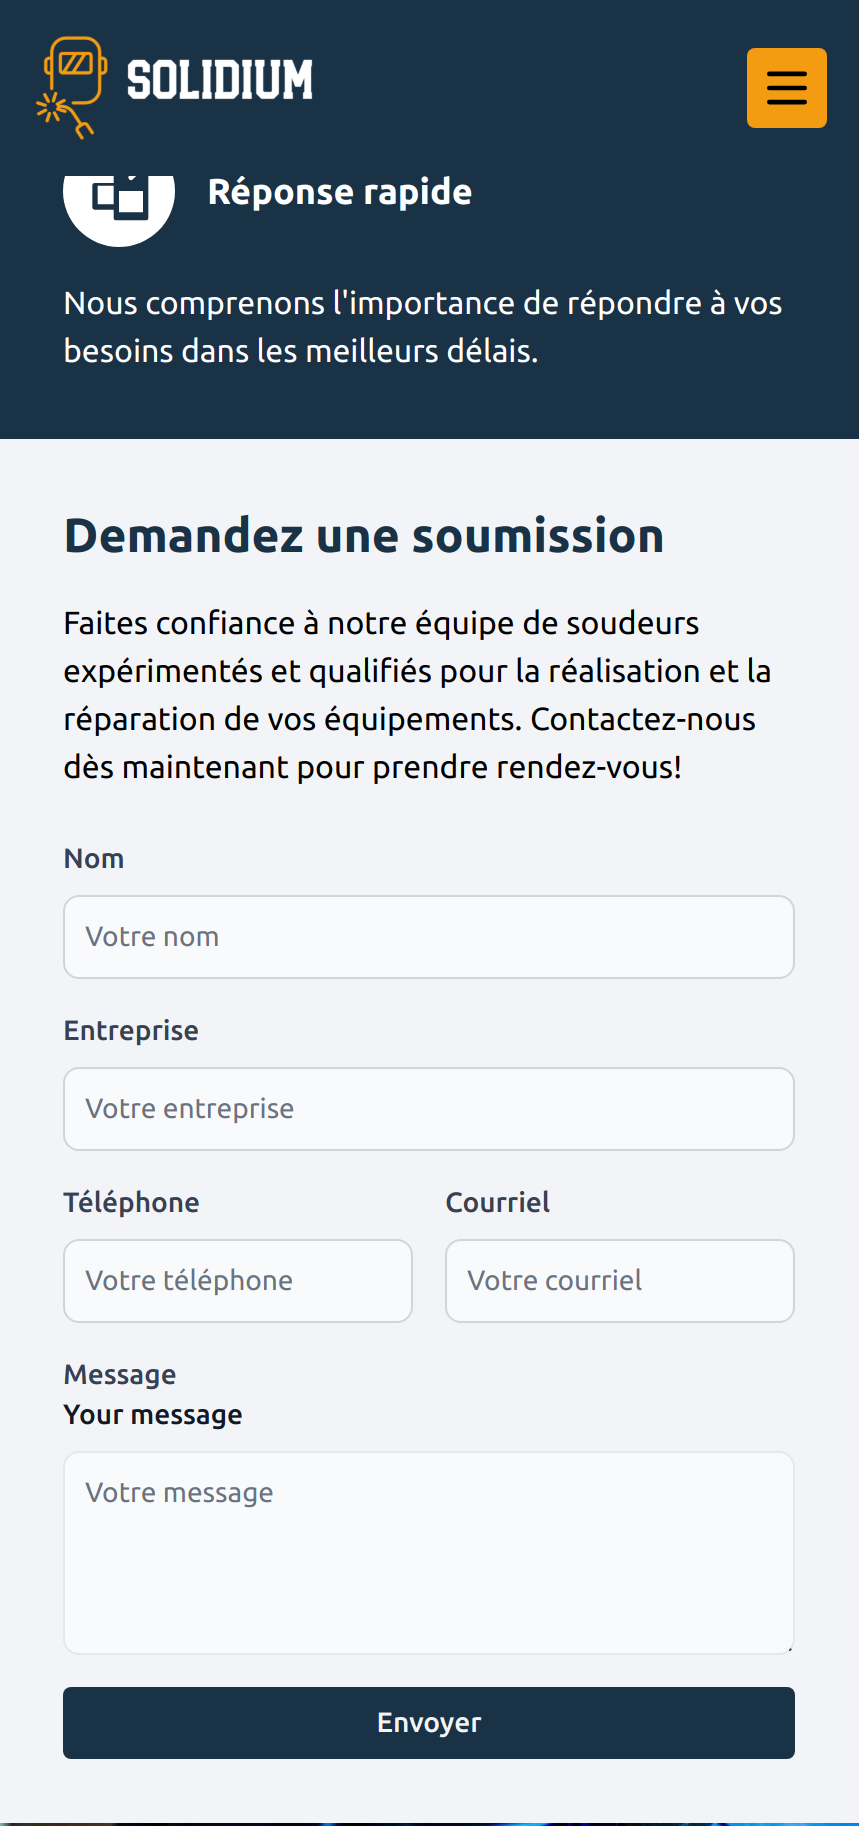 SOLIDIUM
Réponse rapide
Nous comprenons l'importance de répondre à vos
besoins dans les meilleurs délais.
Demandez une soumission
Faites confiance à notre équipe de soudeurs
expérimentés et qualifiés pour la réalisation et la
réparation de vos équipements. Contactez-nous
dès maintenant pour prendre rendez-vous!
Nom
Votre nom
Entreprise
Votre entreprise
Téléphone
Votre téléphone
Courriel
Votre courriel
Message
Your message
Votre message
Envoyer